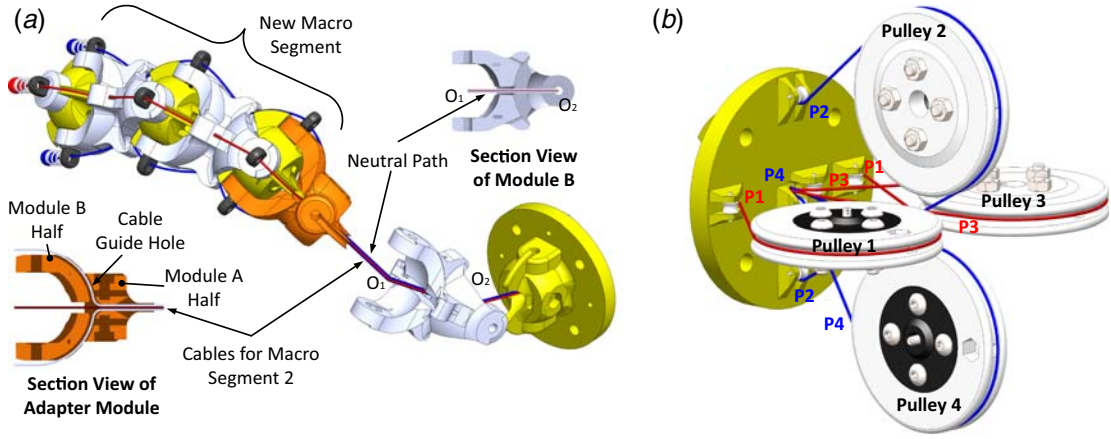 (a)
New Macro
Segment
O₁
O₂
Neutral Path
Section View
of Module B
Module B
Half
Cable
Guide Hole
Module A
Half
O₁
O₂
Cables for Macro
Segment 2
Section View of
Adapter Module
(b)
Pulley 2
P2
P1
P4
P3
P1
Pulley 3
P3
Pulley 1
P2
P4
Pulley 4